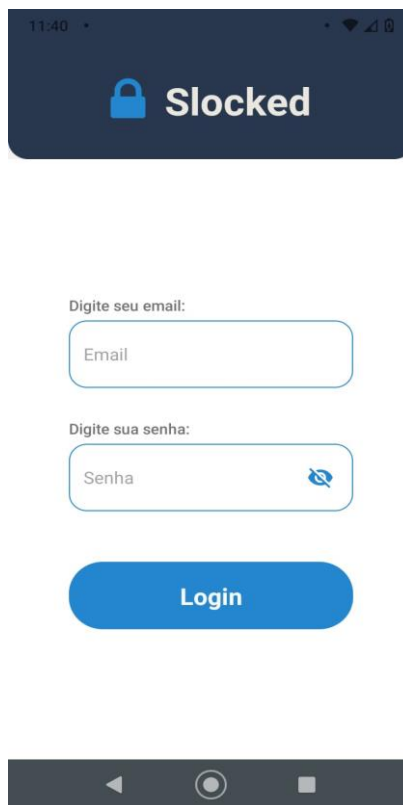 11:40
Slocked
Digite seu email:
Email
Digite sua senha:
Senha
Login